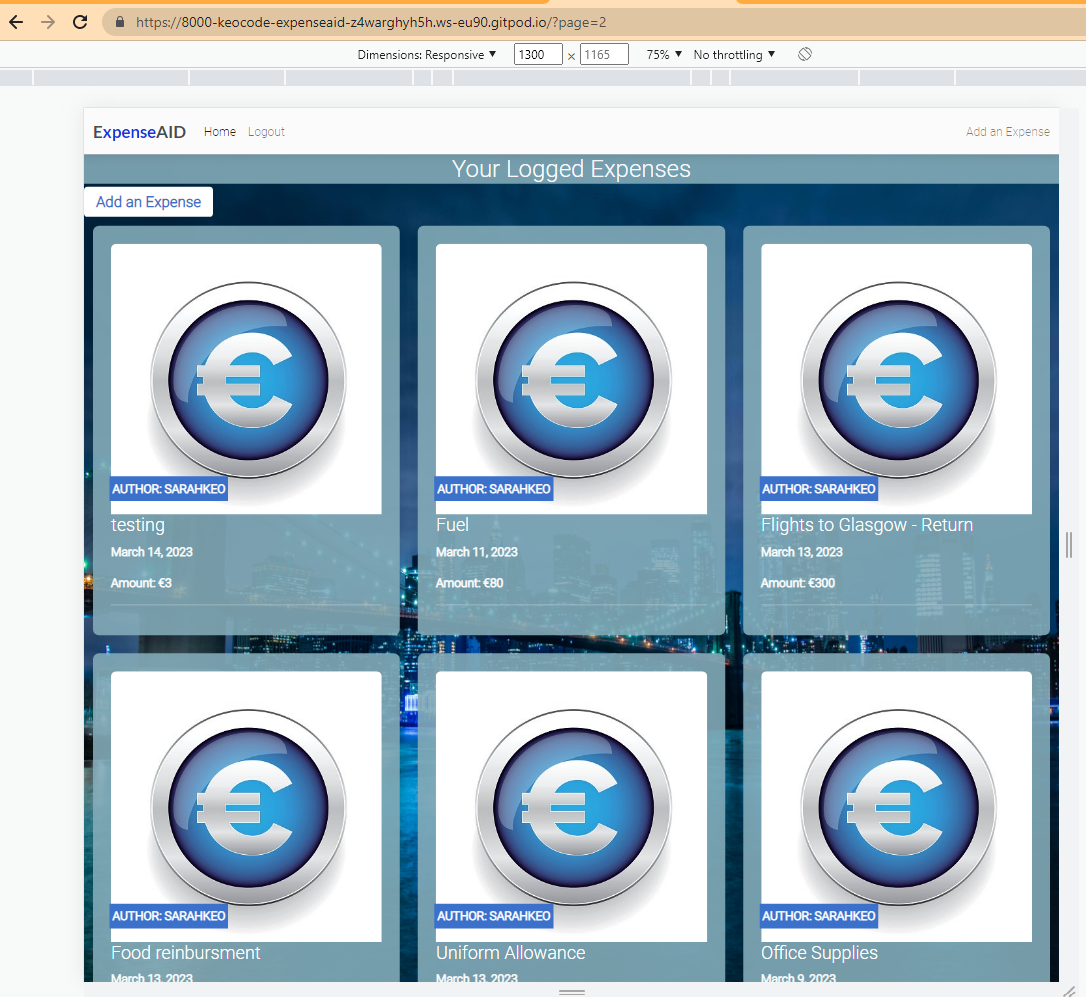 https://8000-keocode-expenseaid-z4warghyh5h.ws-eu90.gitpod.io/?page=2
Dimensions: Responsive ▼ 1300 × 1165 75% ▼ No throttling ▼
ExpenseAID Home Logout Add an Expense
Your Logged Expenses
Add an Expense
€ € €
AUTHOR: SARAHKEO AUTHOR: SARAHKEO AUTHOR: SARAHKEO
testing Fuel Flights to Glasgow - Return
March 14, 2023 March 11, 2023 March 13, 2023
Amount: €3 Amount: €80 Amount: €300
€ € €
AUTHOR: SARAHKEO AUTHOR: SARAHKEO AUTHOR: SARAHKEO
Food reinbursment Uniform Allowance Office Supplies
March 13, 2023 March 13, 2023 March 9, 2023